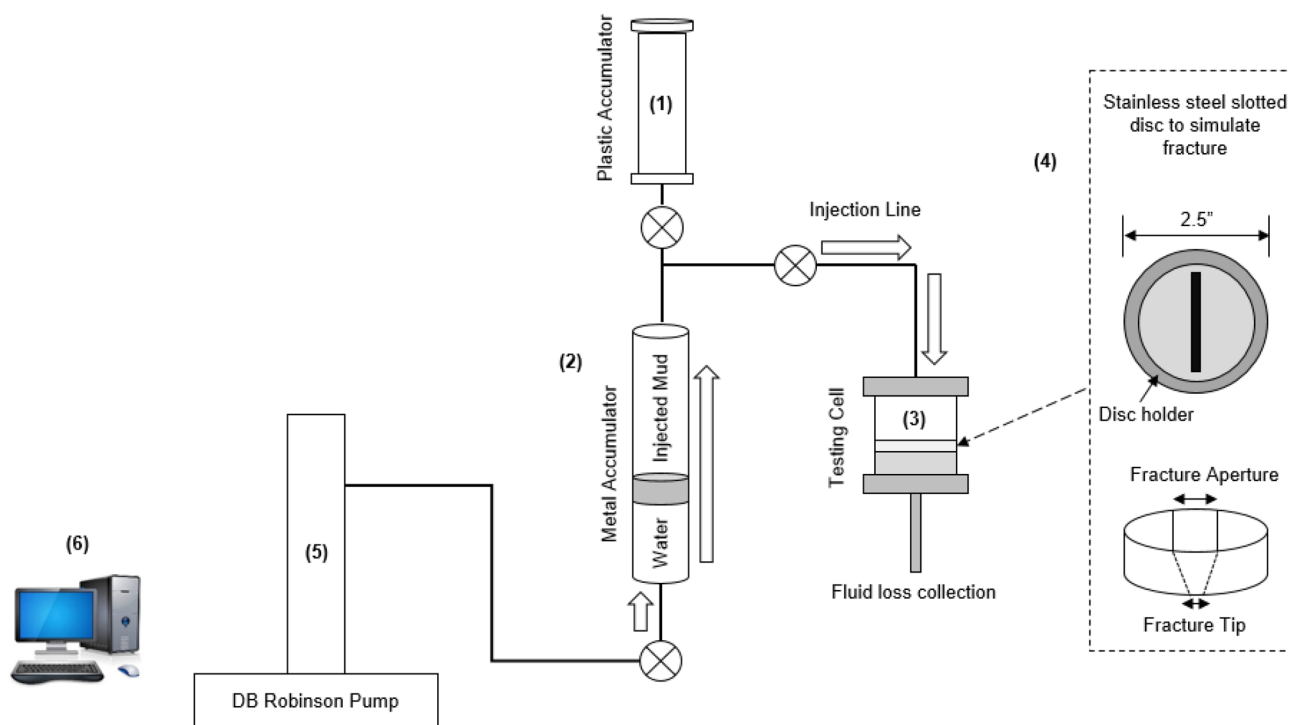 Plastic Accumulator
(1)
(4)
Stainless steel slotted
disc to simulate
fracture
Injection Line
2.5”
(2)
Metal Accumulator
Injected Mud
Water
Testing Cell
(3)
Disc holder
Fracture Aperture
Fracture Tip
Fluid loss collection
(6)
(5)
DB Robinson Pump